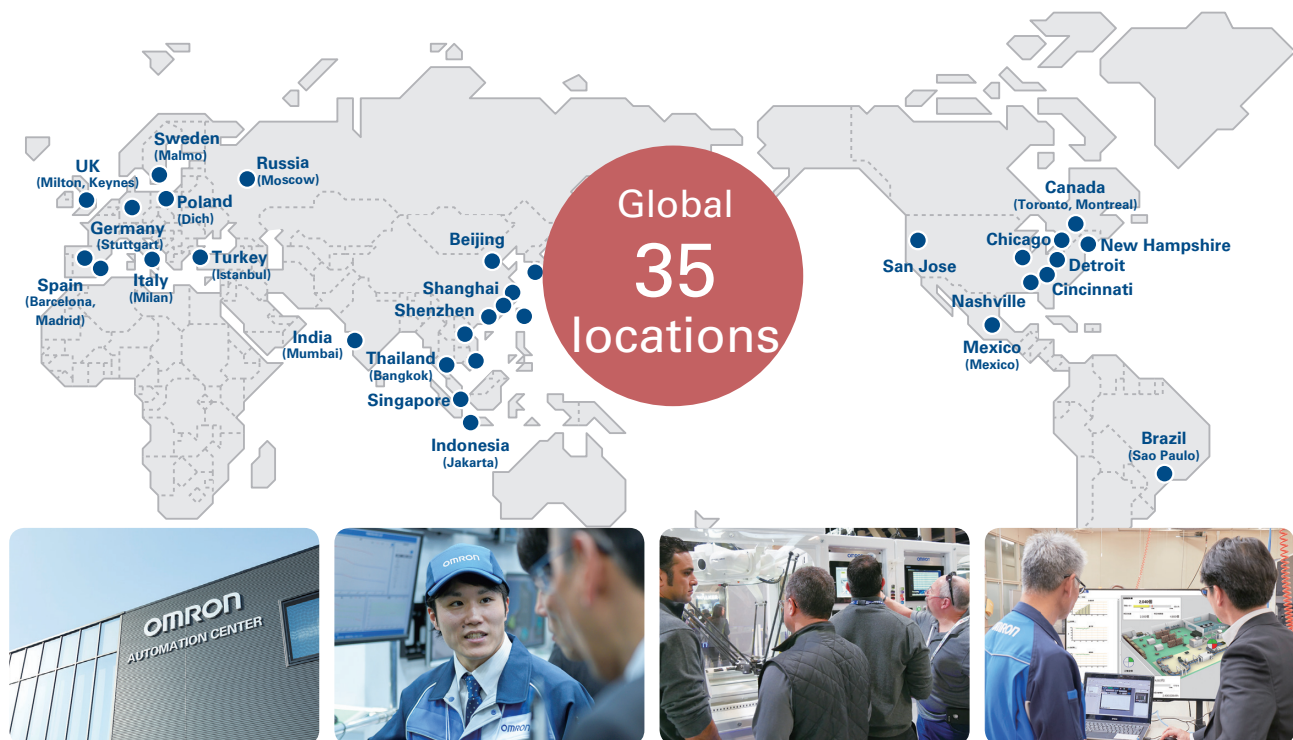 Sweden
(Malmo)
UK
(Milton, Keynes)
Russia
(Moscow)
Poland
(Dich)
Germany
(Stuttgart)
Turkey
(Istanbul)
Spain
(Barcelona,
Madrid)
Italy
(Milan)
Beijing
Shanghai
Shenzhen
India
(Mumbai)
Thailand
(Bangkok)
Singapore
Indonesia
(Jakarta)
Global
35
locations
Canada
(Toronto, Montreal)
Chicago
New Hampshire
San Jose
Detroit
Cincinnati
Nashville
Mexico
(Mexico)
Brazil
(Sao Paulo)
OMRON
AUTOMATION CENTER
OMRON
OMRON
OMRON
OMRON
OMRON